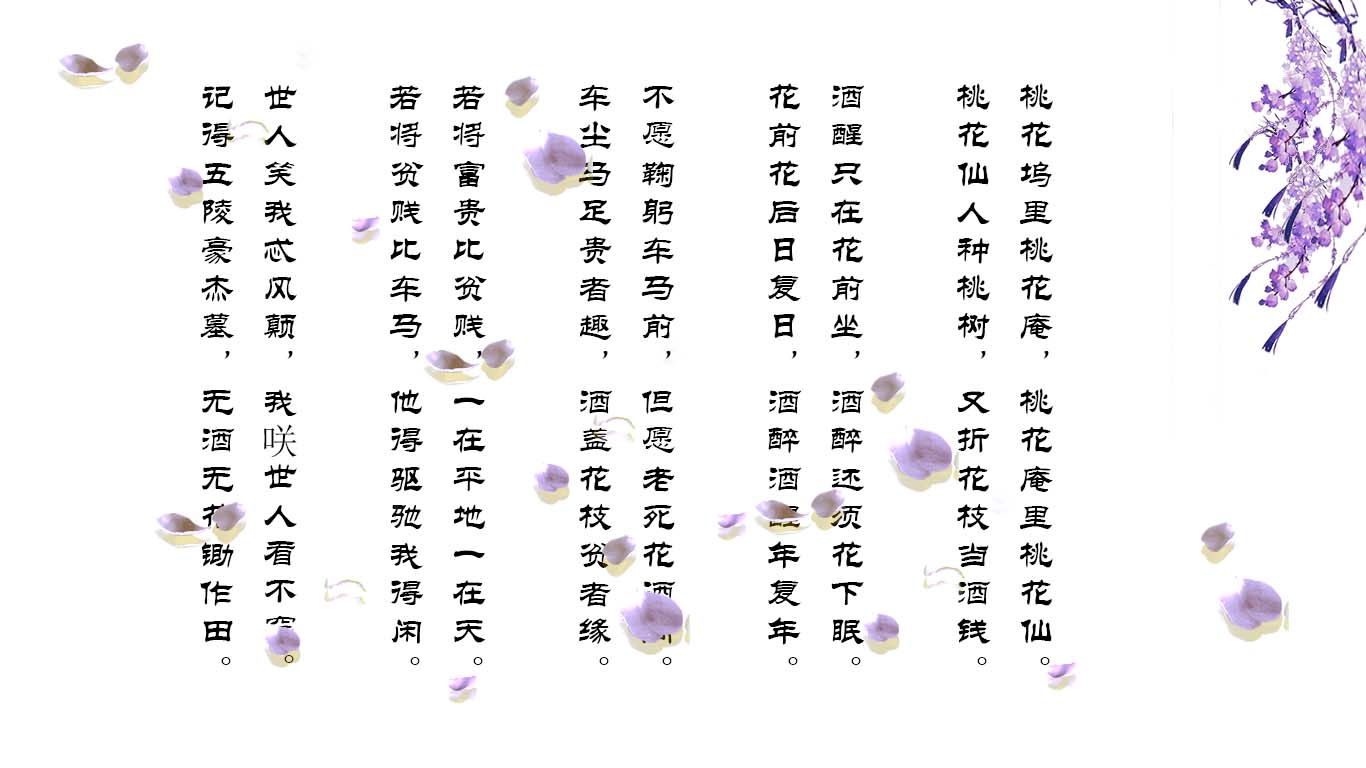 桃花坞里桃花庵，桃花庵里桃花仙。
桃花仙人种桃树，又折花枝当酒钱。
酒醒只在花前坐，酒醉还须花下眠。
花前花后日复日，酒醉酒醒年复年。
不愿鞠躬车马前，但愿老死花酒间。
车尘马足贵者趣，酒盏花枝贫者缘。
若将富贵比贫贱，一在平地一在天。
若将贫贱比车马，他得驱驰我得闲。
世人笑我忒风颠，我咲世人看不穿。
记得五陵豪杰墓，无酒无花锄作田。